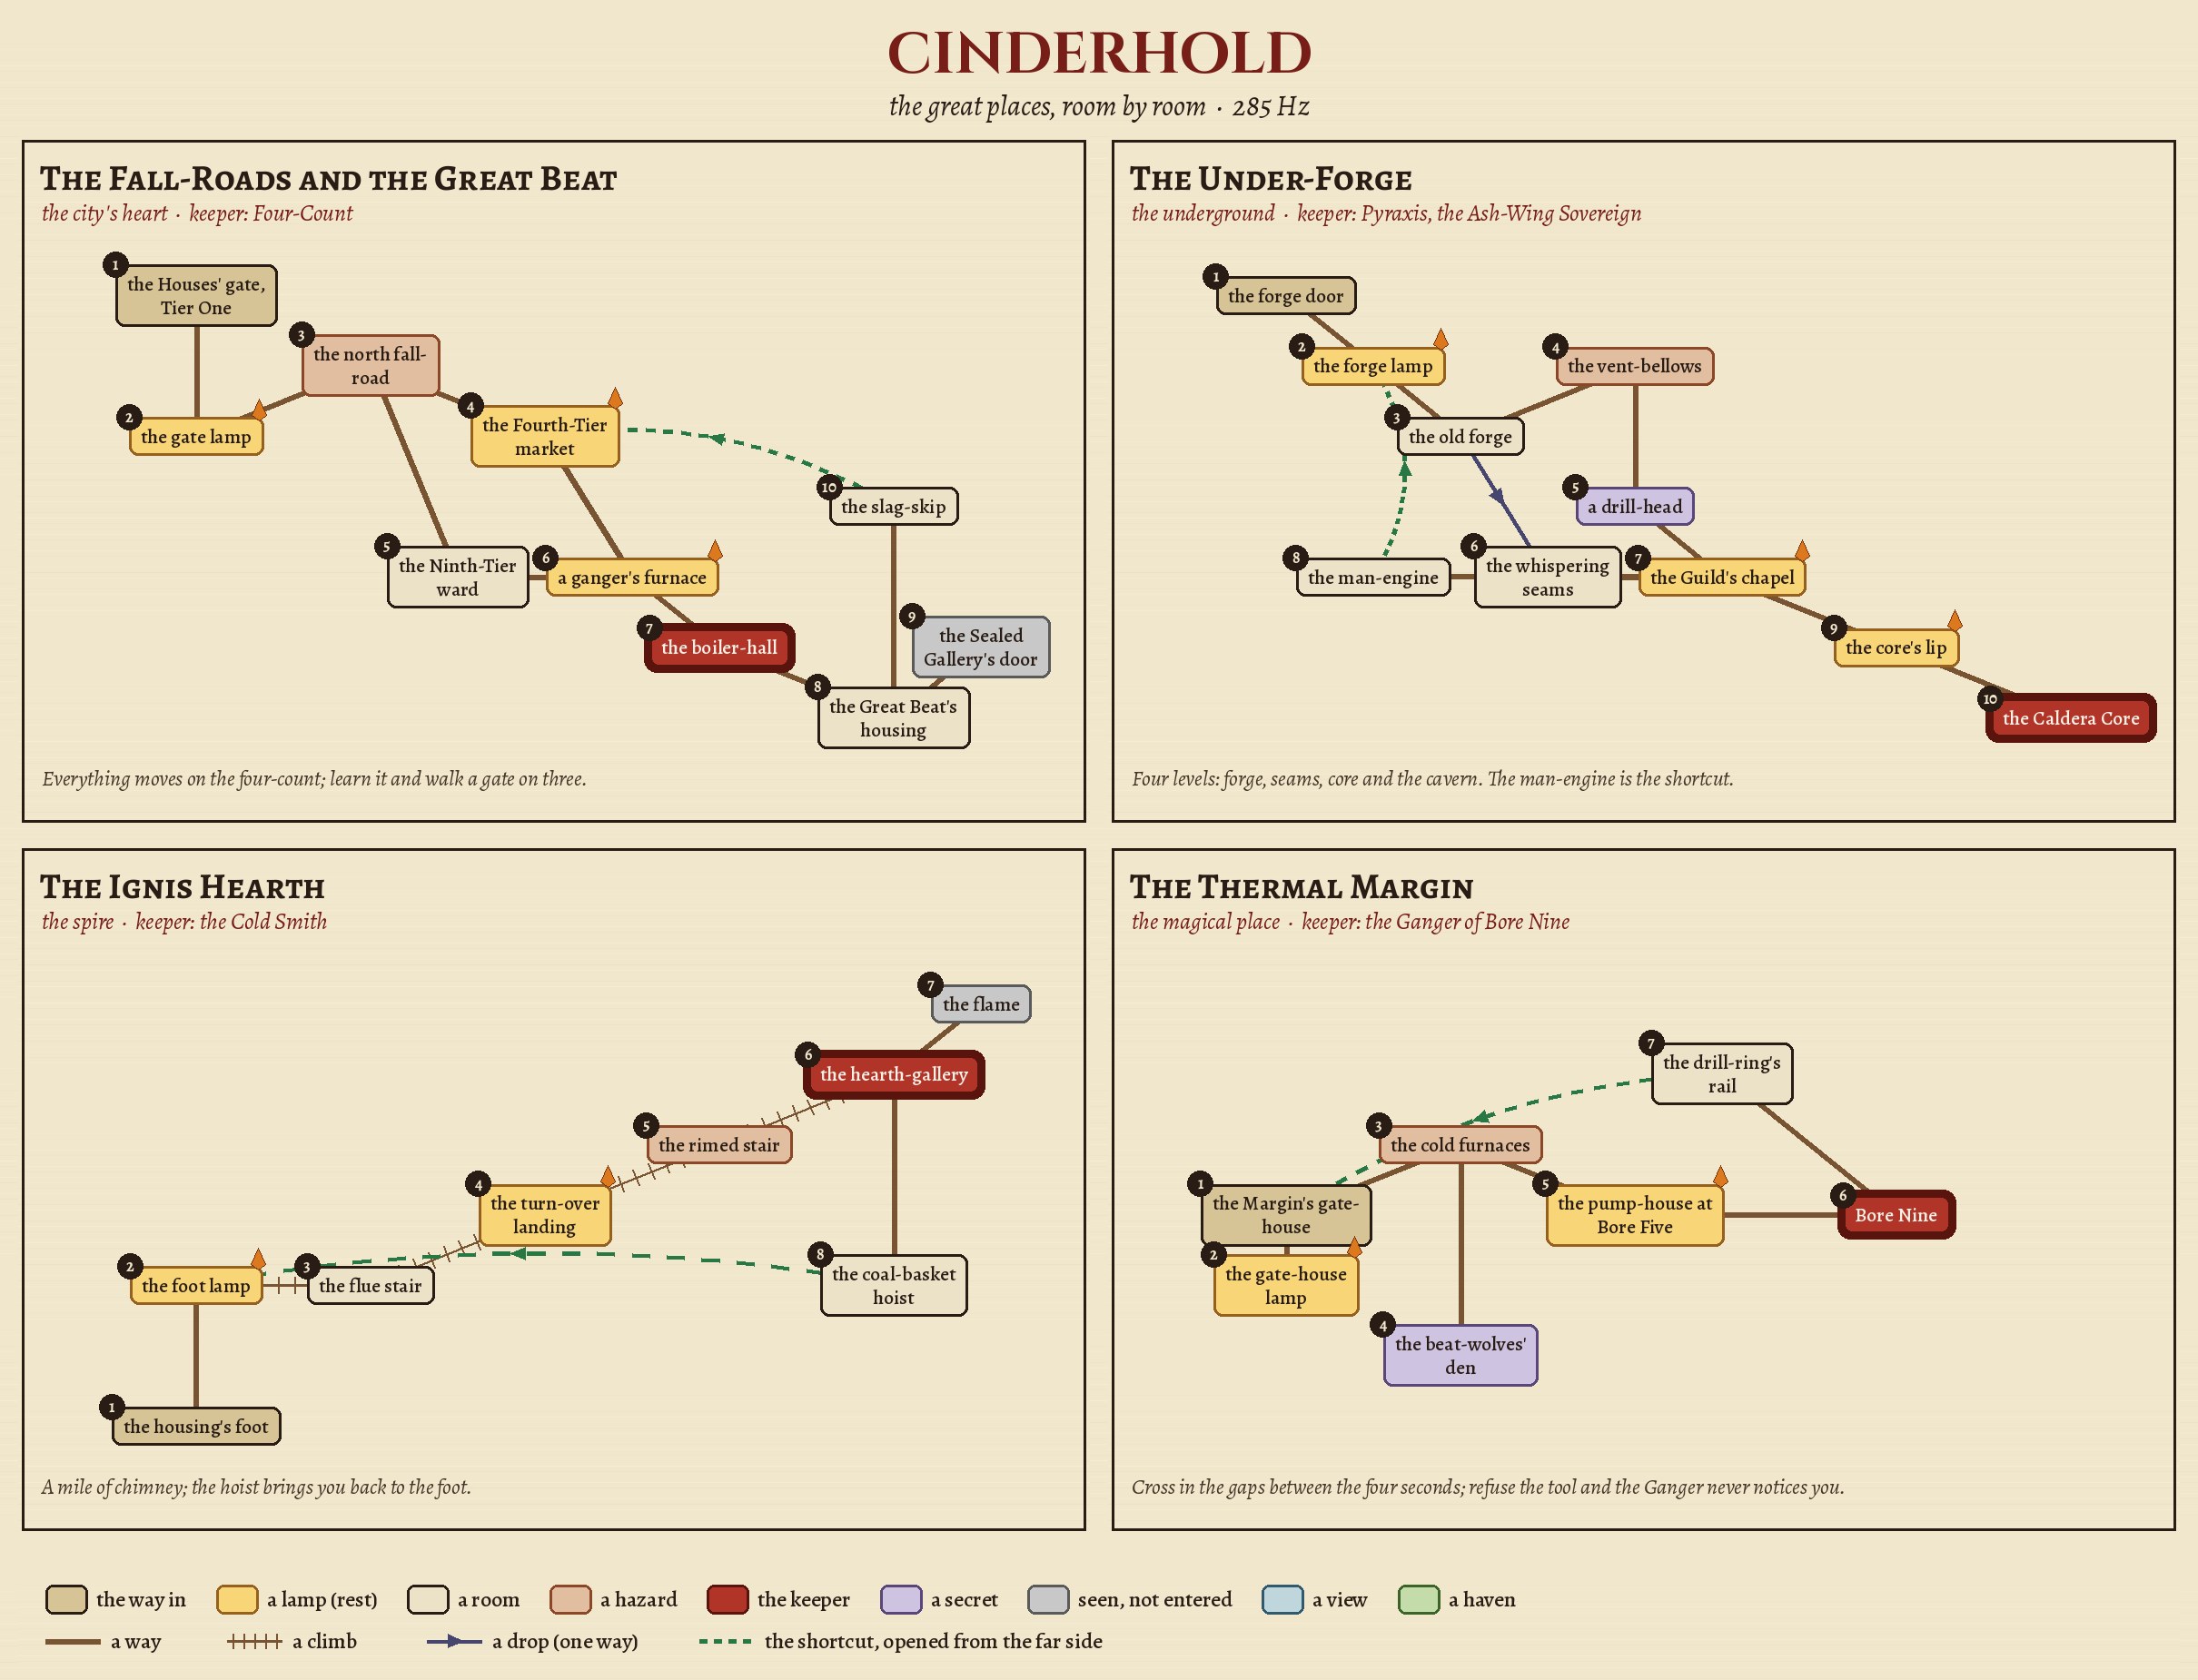 CINDERHOLD
the great places, room by room · 285 Hz
THE FALL-ROADS AND THE GREAT BEAT
the city's heart · keeper: Four-Count
1
the Houses' gate,
Tier One
2
the gate lamp
3
the north fall-
road
4
the Fourth-Tier
market
5
the Ninth-Tier
ward
6
a ganger's furnace
7
the boiler-hall
8
the Great Beat's
housing
9
the Sealed
Gallery's door
10
the slag-skip
Everything moves on the four-count; learn it and walk a gate on three.
THE UNDER-FORGE
the underground · keeper: Pyraxis, the Ash-Wing Sovereign
1
the forge door
2
the forge lamp
3
the old forge
4
the vent-bellows
5
a drill-head
6
the whispering
seams
7
the Guild's chapel
8
the man-engine
9
the core's lip
10
the Caldera Core
Four levels: forge, seams, core and the cavern. The man-engine is the shortcut.
THE IGNIS HEARTH
the spire · keeper: the Cold Smith
1
the housing's foot
2
the foot lamp
3
the flue stair
4
the turn-over
landing
5
the rimed stair
6
the hearth-gallery
7
the flame
8
the coal-basket
hoist
A mile of chimney; the hoist brings you back to the foot.
THE THERMAL MARGIN
the magical place · keeper: the Ganger of Bore Nine
1
the Margin's gate-
house
2
the gate-house
lamp
3
the cold furnaces
4
the beat-wolves'
den
5
the pump-house at
Bore Five
6
Bore Nine
7
the drill-ring's
rail
Cross in the gaps between the four seconds; refuse the tool and the Ganger never notices you.
the way in
a lamp (rest)
a room
a hazard
the keeper
a secret
seen, not entered
a view
a haven
a way
a climb
a drop (one way)
the shortcut, opened from the far side